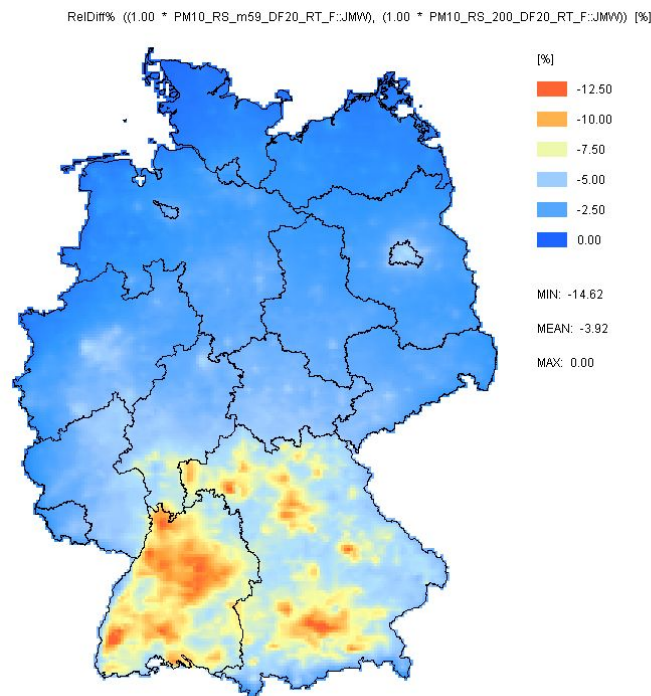 RelDiff% ((1.00 * PM10_RS_m59_DF20_RT_F::JMW), (1.00 * PM10_RS_200_DF20_RT_F::JMW)) [%]
[%]
-12.50
-10.00
-7.50
-5.00
-2.50
0.00
MIN: -14.62
MEAN: -3.92
MAX: 0.00